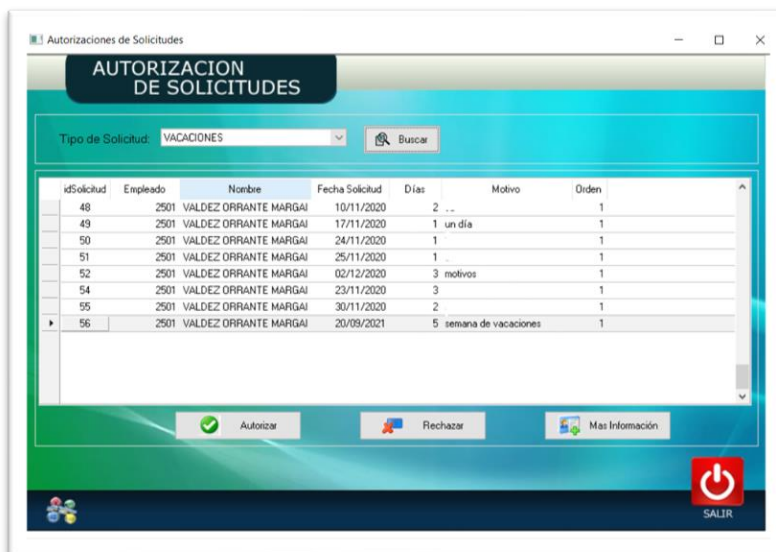 Autorizaciones de Solicitudes
AUTORIZACION
DE SOLICITUDES
Tipo de Solicitud: VACACIONES Buscar
idSolicitud Empleado Nombre Fecha Solicitud Días Motivo Orden
48 2501 VALDEZ ORRANTE MARGAI 10/11/2020 2 .. 1
49 2501 VALDEZ ORRANTE MARGAI 17/11/2020 1 un día 1
50 2501 VALDEZ ORRANTE MARGAI 24/11/2020 1 1
51 2501 VALDEZ ORRANTE MARGAI 25/11/2020 1 . 1
52 2501 VALDEZ ORRANTE MARGAI 02/12/2020 3 motivos 1
54 2501 VALDEZ ORRANTE MARGAI 23/11/2020 3 1
55 2501 VALDEZ ORRANTE MARGAI 30/11/2020 2 1
56 2501 VALDEZ ORRANTE MARGAI 20/09/2021 5 semana de vacaciones 1
Autorizar Rechazar Mas Información
SALIR